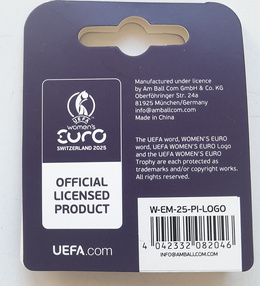 UEFA
WOMEN'S
EURO
SWITZERLAND 2025
OFFICIAL
LICENSED
PRODUCT
UEFA.com
Manufactured under licence
by Am Ball Com GmbH & Co. KG
Oberföhringer Str. 24a
81925 München/Germany
info@amballcom.com
Made in China
The UEFA word, WOMEN'S EURO
word, the UEFA WOMEN'S EURO Logo
and the UEFA WOMEN'S EURO
Trophy are each protected as
trademarks and/or copyright works.
All rights reserved.
W-EM-25-PI-LOGO
4 042332 082046
INFO@AMBALLCOM.COM